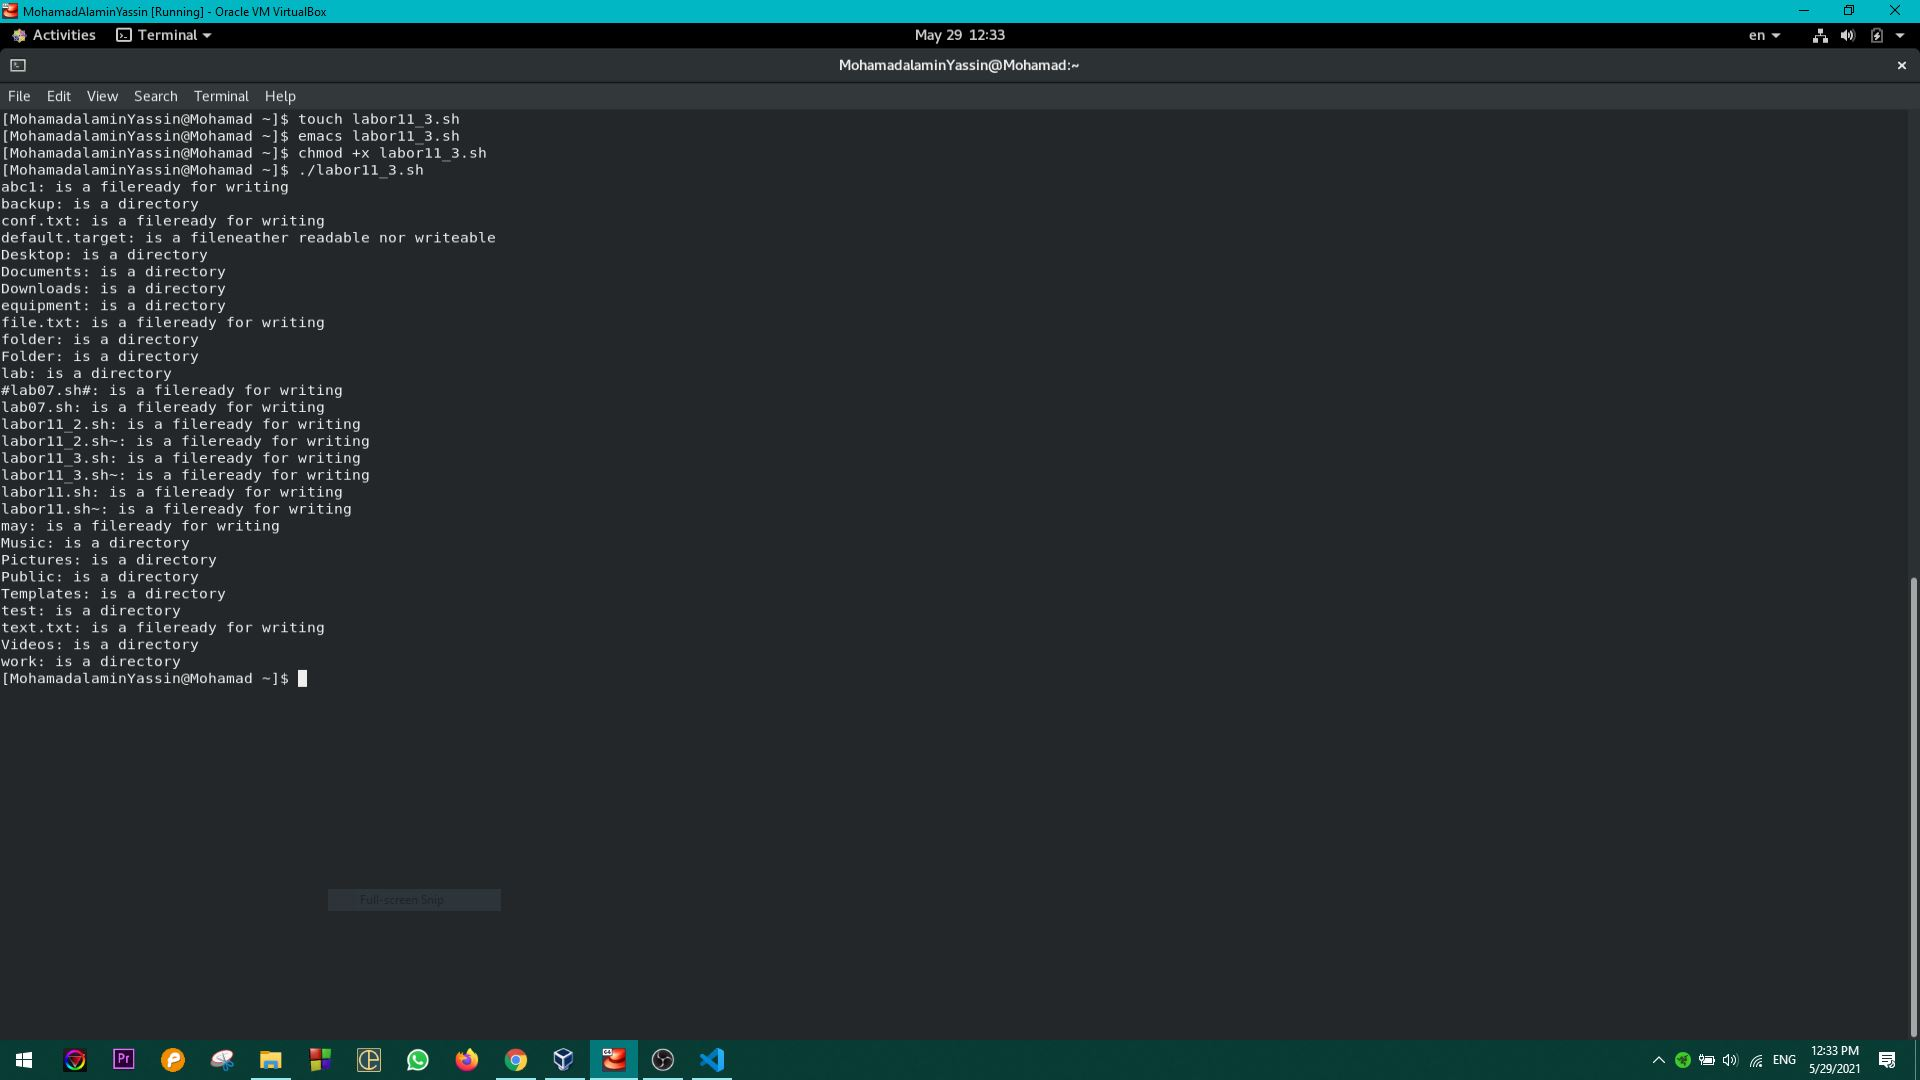 MohamadAlaminYassin [Running] - Oracle VM VirtualBox
Activities Terminal May 29 12:33 en
MohamadalaminYassin@Mohamad:~
File Edit View Search Terminal Help
[MohamadalaminYassin@Mohamad ~]$ touch labor11_3.sh
[MohamadalaminYassin@Mohamad ~]$ emacs labor11_3.sh
[MohamadalaminYassin@Mohamad ~]$ chmod +x labor11_3.sh
[MohamadalaminYassin@Mohamad ~]$ ./labor11_3.sh
abc1: is a fileready for writing
backup: is a directory
conf.txt: is a fileready for writing
default.target: is a fileneather readable nor writeable
Desktop: is a directory
Documents: is a directory
Downloads: is a directory
equipment: is a directory
file.txt: is a fileready for writing
folder: is a directory
Folder: is a directory
lab: is a directory
#lab07.sh#: is a fileready for writing
lab07.sh: is a fileready for writing
labor11_2.sh: is a fileready for writing
labor11_2.sh~: is a fileready for writing
labor11_3.sh: is a fileready for writing
labor11_3.sh~: is a fileready for writing
labor11.sh: is a fileready for writing
labor11.sh~: is a fileready for writing
may: is a fileready for writing
Music: is a directory
Pictures: is a directory
Public: is a directory
Templates: is a directory
test: is a directory
text.txt: is a fileready for writing
Videos: is a directory
work: is a directory
[MohamadalaminYassin@Mohamad ~]$
Full-screen Snip
Pr
ENG
12:33 PM
5/29/2021